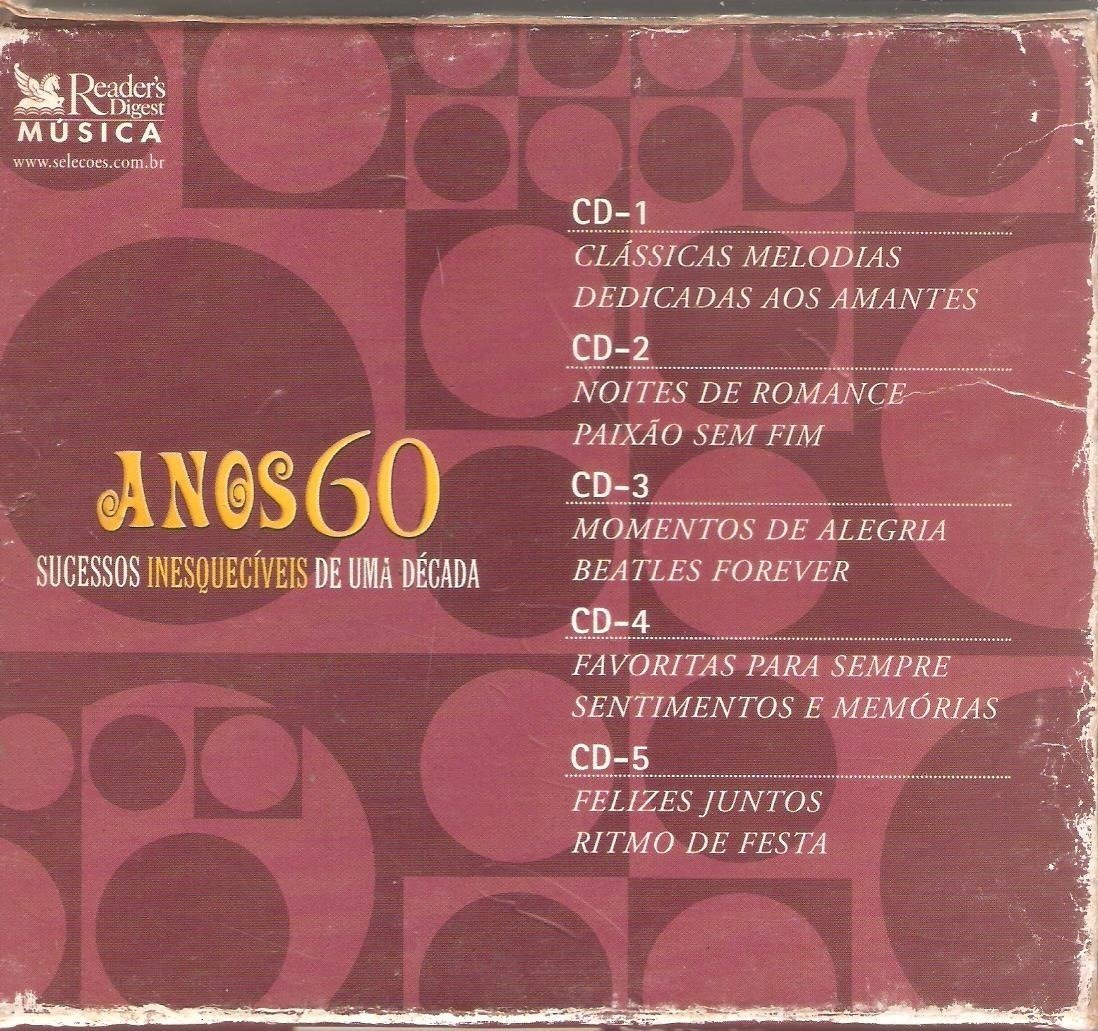 Reader's
Digest
MÚSICA
www.selecoes.com.br
CD-1
CLÁSSICAS MELODIAS
DEDICADAS AOS AMANTES
CD-2
NOITES DE ROMANCE
PAIXÃO SEM FIM
CD-3
MOMENTOS DE ALEGRIA
BEATLES FOREVER
CD-4
FAVORITAS PARA SEMPRE
SENTIMENTOS E MEMÓRIAS
CD-5
FELIZES JUNTOS
RITMO DE FESTA
ANOS 60
SUCESSOS INESQUECÍVEIS DE UMA DÉCADA